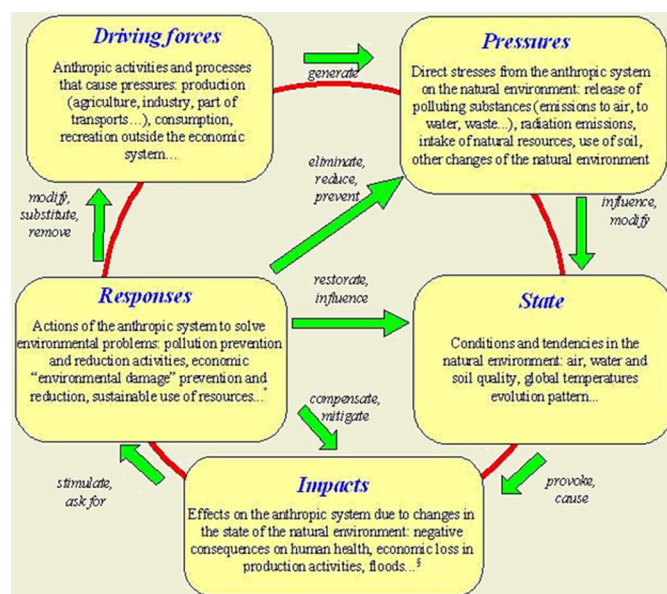 Driving forces
Anthropic activities and processes
that cause pressures: production
(agriculture, industry, part of
transports…), consumption,
recreation outside the economic
system…
generate
Pressures
Direct stresses from the anthropic system
on the natural environment: release of
polluting substances (emissions to air, to
water, waste...), radiation emissions,
intake of natural resources, use of soil,
other changes of the natural environment
modify,
substitute,
remove
eliminate,
reduce,
prevent
influence,
modify
Responses
Actions of the anthropic system to solve
environmental problems: pollution prevention
and reduction activities, economic
“environmental damage” prevention and
reduction, sustainable use of resources...*
restorate,
influence
State
Conditions and tendencies in the
natural environment: air, water and
soil quality, global temperatures
evolution pattern...
compensate,
mitigate
stimulate,
ask for
provoke,
cause
Impacts
Effects on the anthropic system due to changes in
the state of the natural environment: negative
consequences on human health, economic loss in
production activities, floods...§